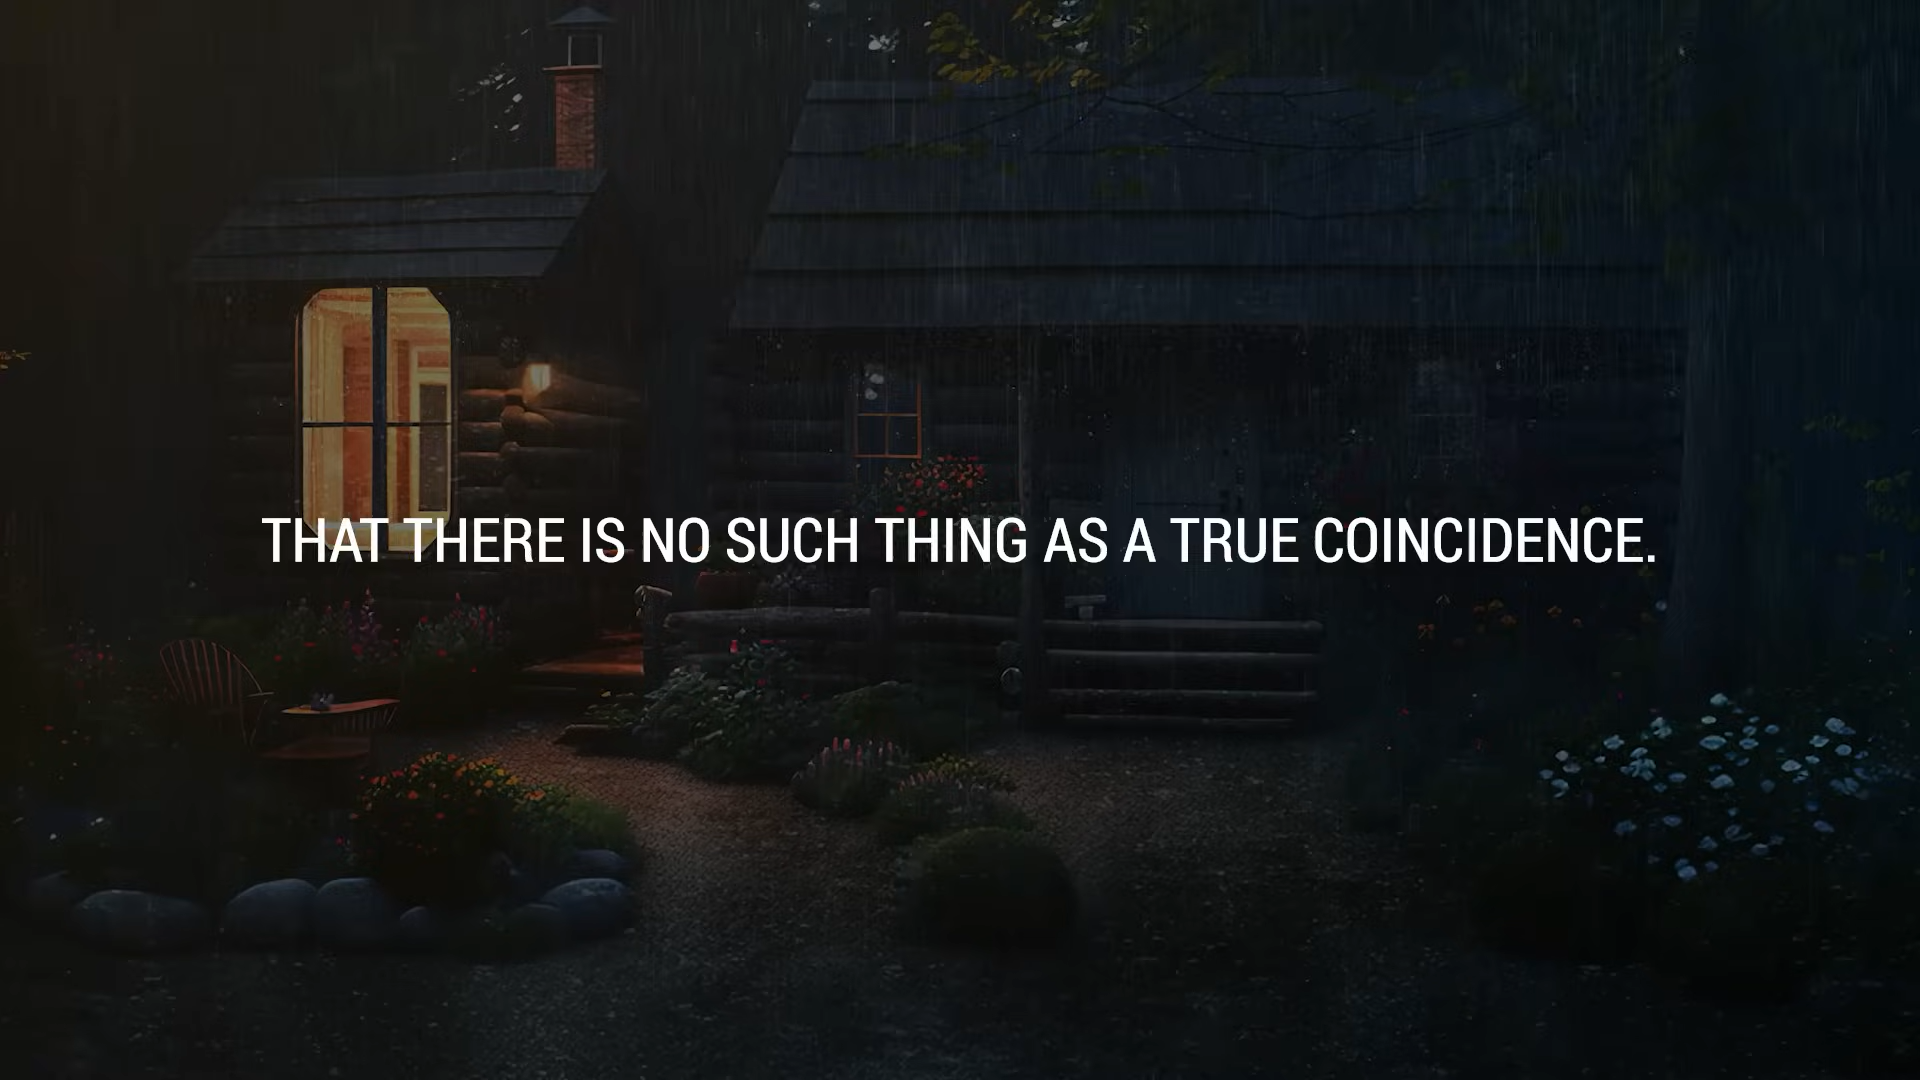 THAT THERE IS NO SUCH THING AS A TRUE COINCIDENCE.